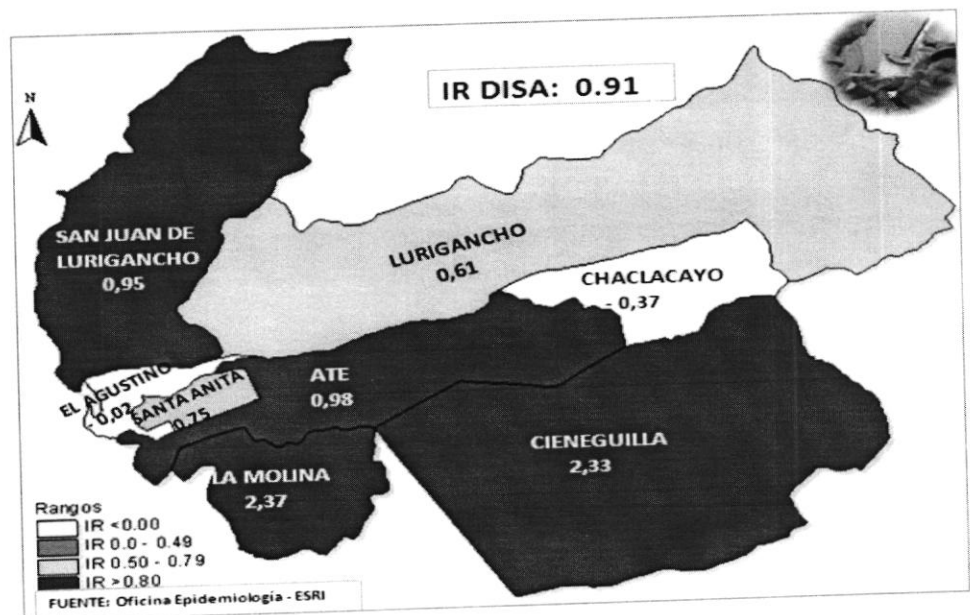 IR DISA: 0.91
N
SAN JUAN DE
LURIGANCHO
0,95
LURIGANCHO
0,61
CHACLACAYO
- 0,37
EL AGUSTINO
- 0,02
SANTA ANITA
0,75
ATE
0,98
CIENEGUILLA
2,33
LA MOLINA
2,37
Rangos
IR <0.00
IR 0.0 - 0.49
IR 0.50 - 0.79
IR >0.80
FUENTE: Oficina Epidemiología - ESRI